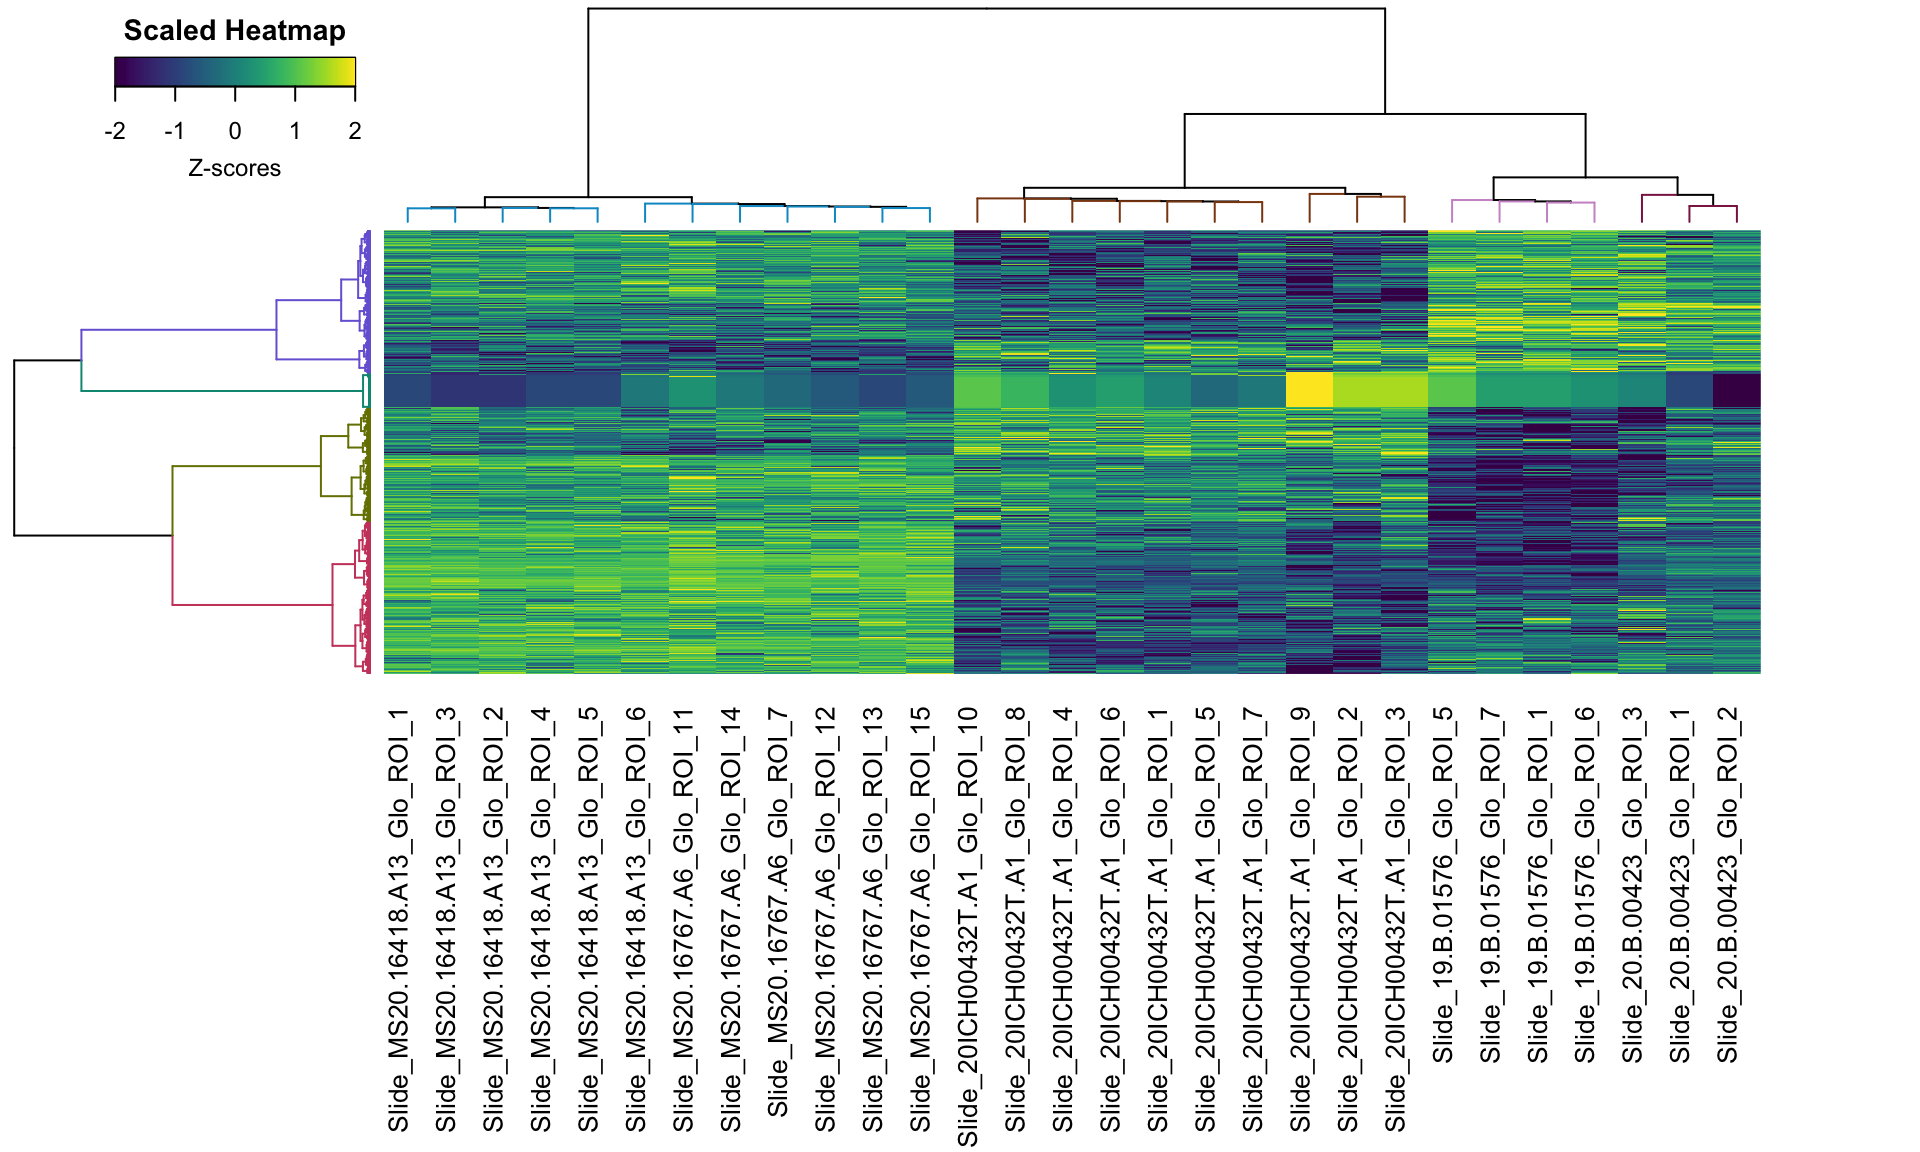 Scaled Heatmap
-2 -1 0 1 2
Z-scores
Slide_MS20.16418.A13_Glo_ROI_1
Slide_MS20.16418.A13_Glo_ROI_3
Slide_MS20.16418.A13_Glo_ROI_2
Slide_MS20.16418.A13_Glo_ROI_4
Slide_MS20.16418.A13_Glo_ROI_5
Slide_MS20.16418.A13_Glo_ROI_6
Slide_MS20.16767.A6_Glo_ROI_11
Slide_MS20.16767.A6_Glo_ROI_14
Slide_MS20.16767.A6_Glo_ROI_7
Slide_MS20.16767.A6_Glo_ROI_12
Slide_MS20.16767.A6_Glo_ROI_13
Slide_MS20.16767.A6_Glo_ROI_15
Slide_20ICH00432T.A1_Glo_ROI_10
Slide_20ICH00432T.A1_Glo_ROI_8
Slide_20ICH00432T.A1_Glo_ROI_4
Slide_20ICH00432T.A1_Glo_ROI_6
Slide_20ICH00432T.A1_Glo_ROI_1
Slide_20ICH00432T.A1_Glo_ROI_5
Slide_20ICH00432T.A1_Glo_ROI_7
Slide_20ICH00432T.A1_Glo_ROI_9
Slide_20ICH00432T.A1_Glo_ROI_2
Slide_20ICH00432T.A1_Glo_ROI_3
Slide_19.B.01576_Glo_ROI_5
Slide_19.B.01576_Glo_ROI_7
Slide_19.B.01576_Glo_ROI_1
Slide_19.B.01576_Glo_ROI_6
Slide_20.B.00423_Glo_ROI_3
Slide_20.B.00423_Glo_ROI_1
Slide_20.B.00423_Glo_ROI_2